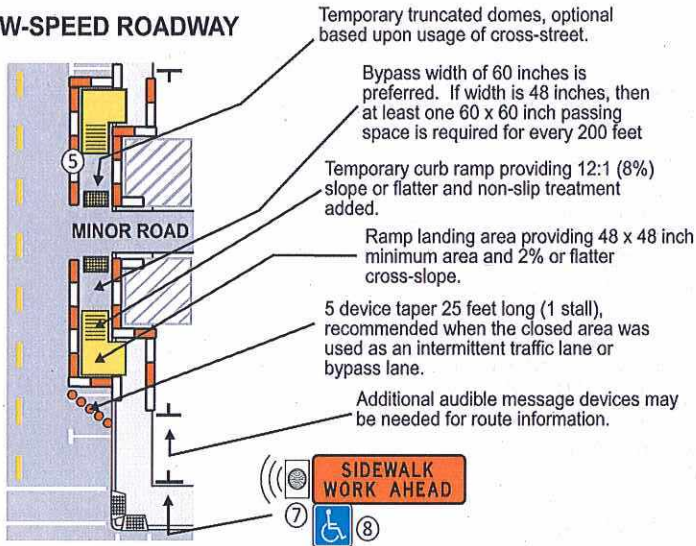 W-SPEED ROADWAY
Temporary truncated domes, optional
based upon usage of cross-street.
Bypass width of 60 inches is
preferred. If width is 48 inches, then
at least one 60 x 60 inch passing
space is required for every 200 feet
5
Temporary curb ramp providing 12:1 (8%)
slope or flatter and non-slip treatment
added.
MINOR ROAD
Ramp landing area providing 48 x 48 inch
minimum area and 2% or flatter
cross-slope.
5 device taper 25 feet long (1 stall),
recommended when the closed area was
used as an intermittent traffic lane or
bypass lane.
Additional audible message devices may
be needed for route information.
SIDEWALK
WORK AHEAD
7
8